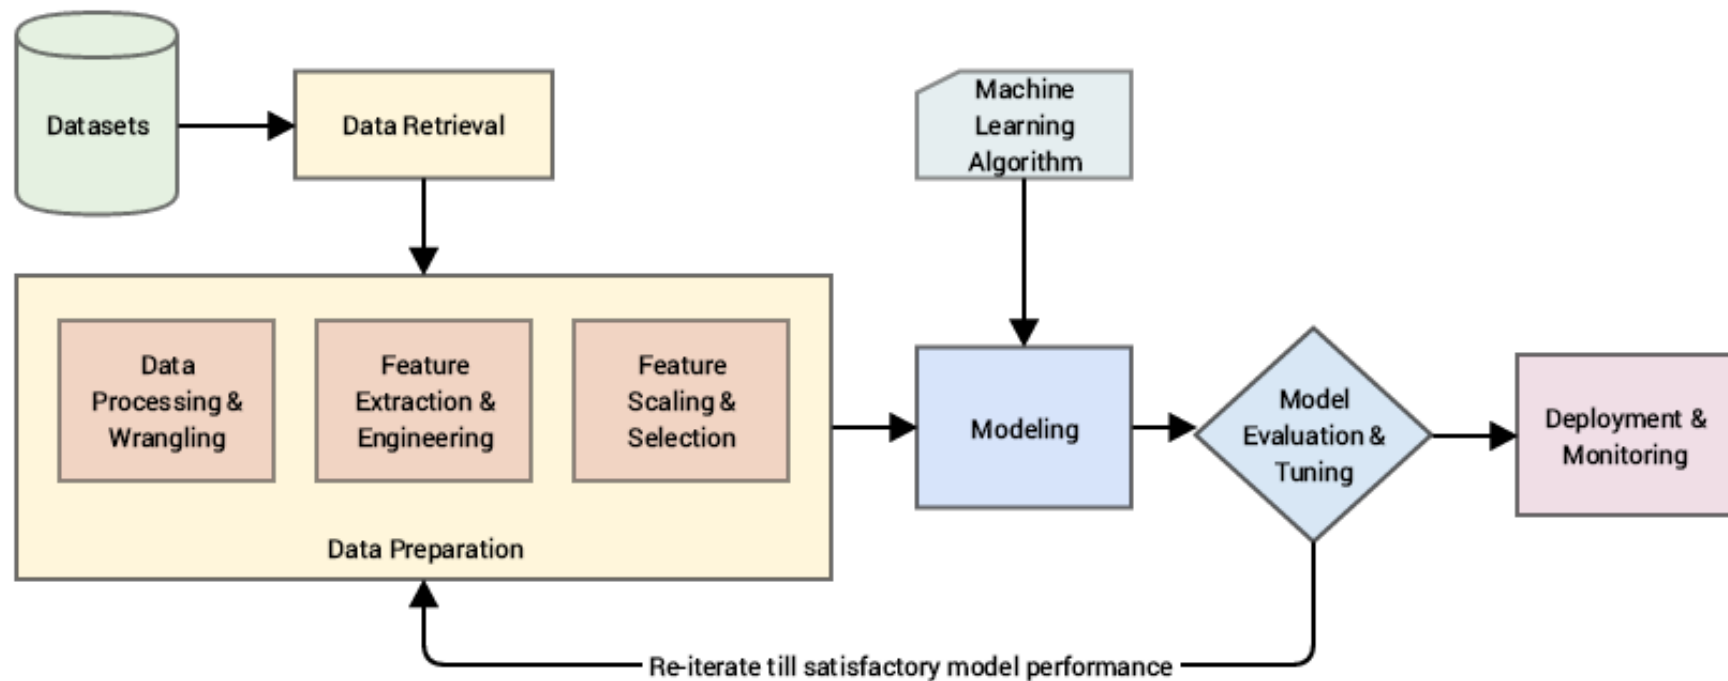 Datasets
Data Retrieval
Machine
Learning
Algorithm
Data
Processing &
Wrangling
Feature
Extraction &
Engineering
Feature
Scaling &
Selection
Data Preparation
Modeling
Model
Evaluation &
Tuning
Deployment &
Monitoring
Re-iterate till satisfactory model performance